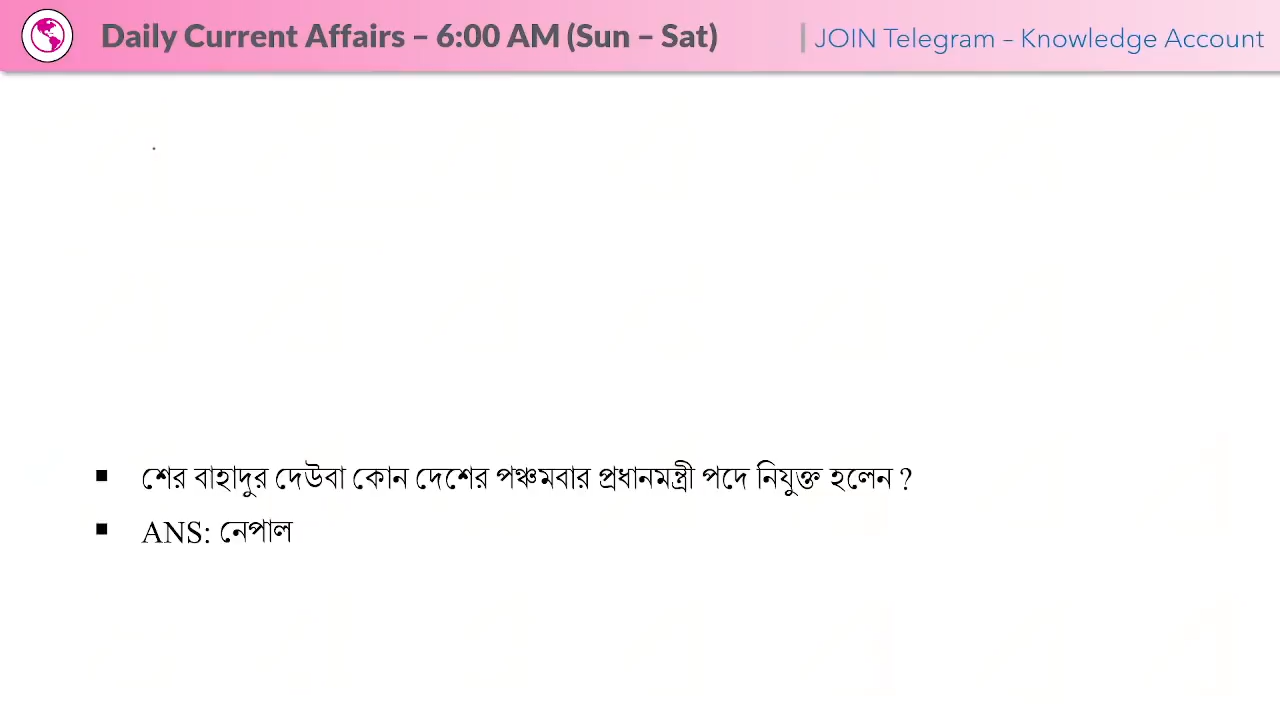 Daily Current Affairs – 6:00 AM (Sun – Sat)
JOIN Telegram – Knowledge Account
শের বাহাদুর দেউবা কোন দেশের পঞ্চমবার প্রধানমন্ত্রী পদে নিযুক্ত হলেন ?
ANS: নেপাল